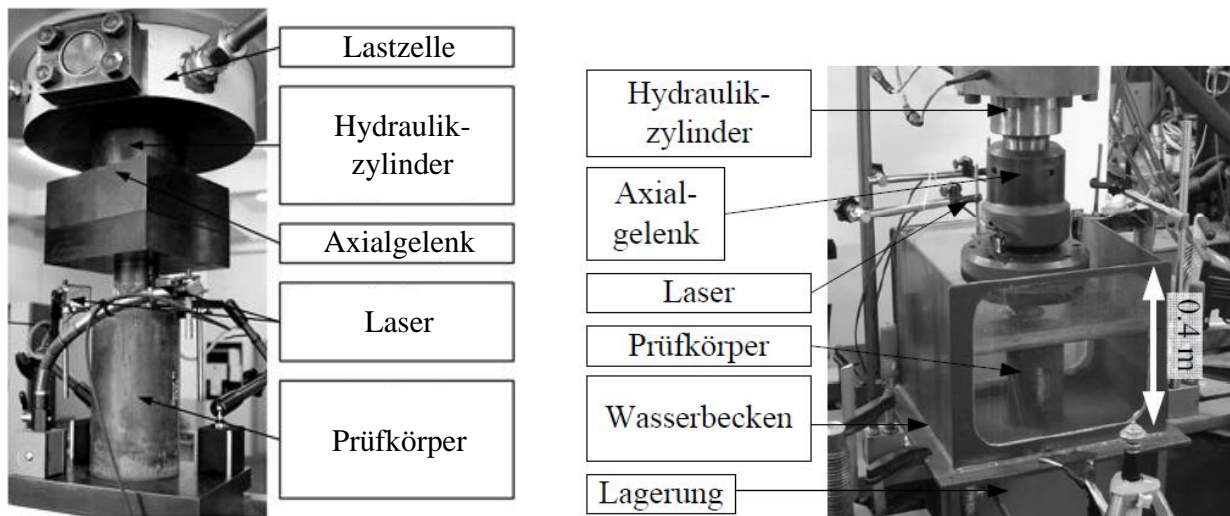 Lastzelle
Hydraulik-
zylinder
Axialgelenk
Laser
Prüfkörper
Hydraulik-
zylinder
Axial-
gelenk
Laser
Prüfkörper
Wasserbecken
Lagerung
0.4 m